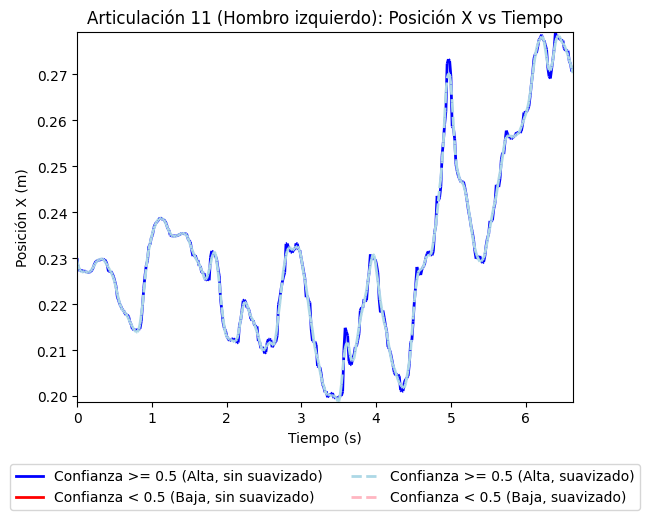 Articulación 11 (Hombro izquierdo): Posición X vs Tiempo
Posición X (m)
0.27
0.26
0.25
0.24
0.23
0.22
0.21
0.20
0 1 2 3 4 5 6
Tiempo (s)
Confianza >= 0.5 (Alta, sin suavizado) Confianza >= 0.5 (Alta, suavizado)
Confianza < 0.5 (Baja, sin suavizado) Confianza < 0.5 (Baja, suavizado)